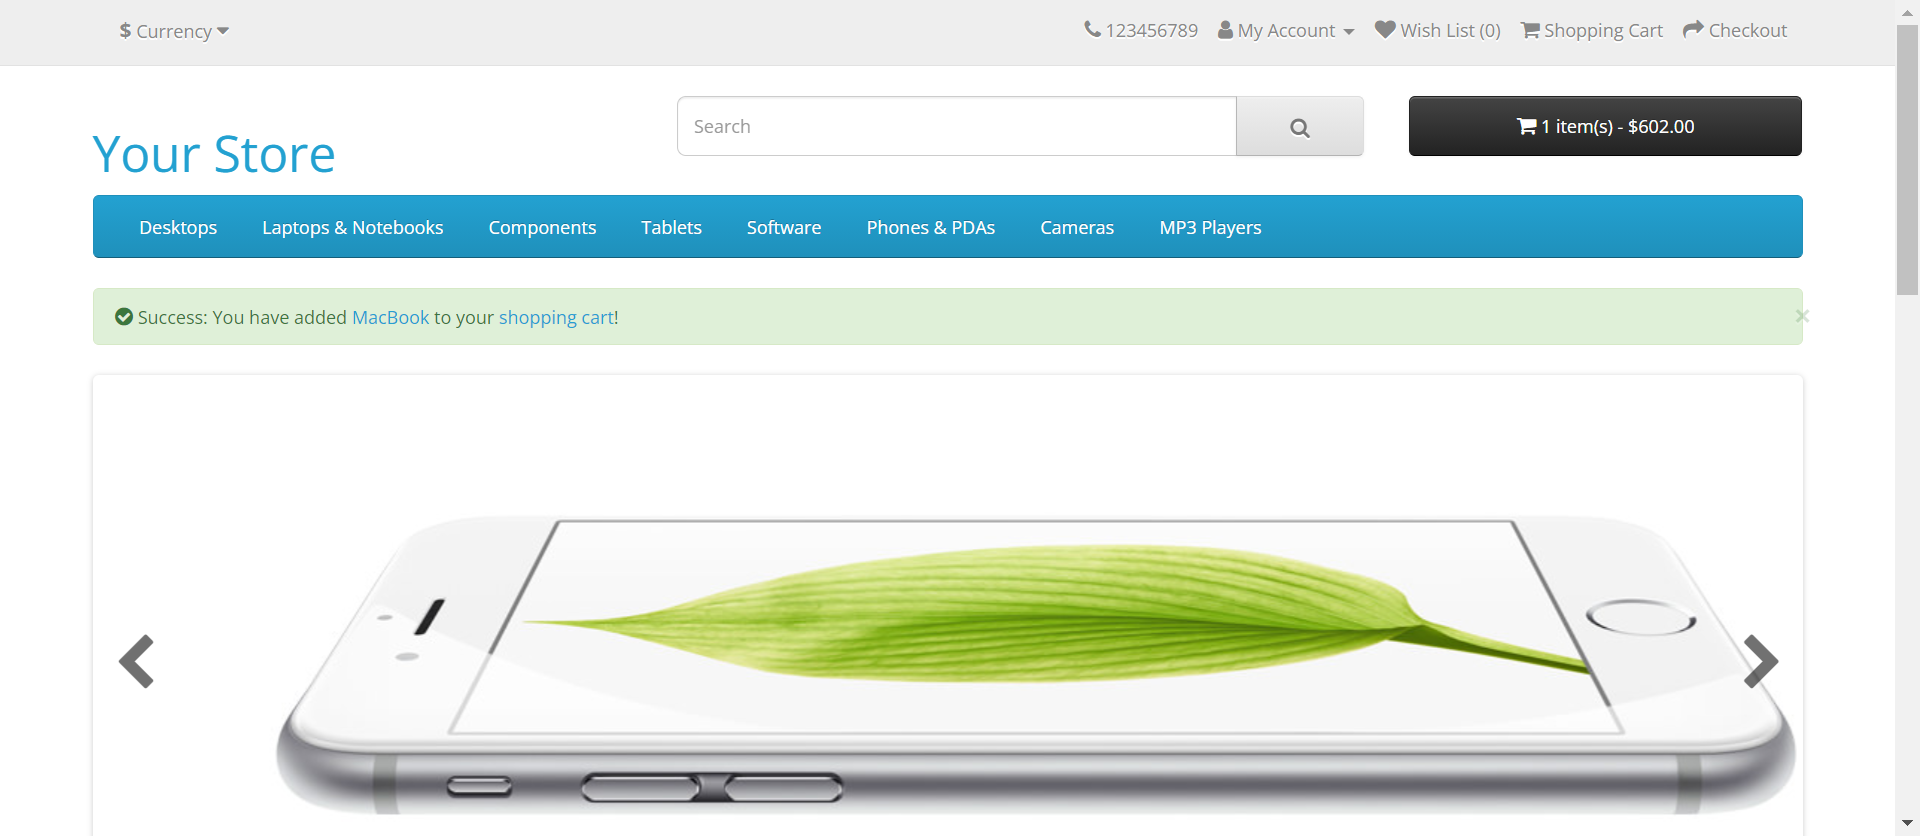 $ Currency
123456789 My Account Wish List (0) Shopping Cart Checkout
Your Store
Search
1 item(s) - $602.00
Desktops Laptops & Notebooks Components Tablets Software Phones & PDAs Cameras MP3 Players
Success: You have added MacBook to your shopping cart!
×